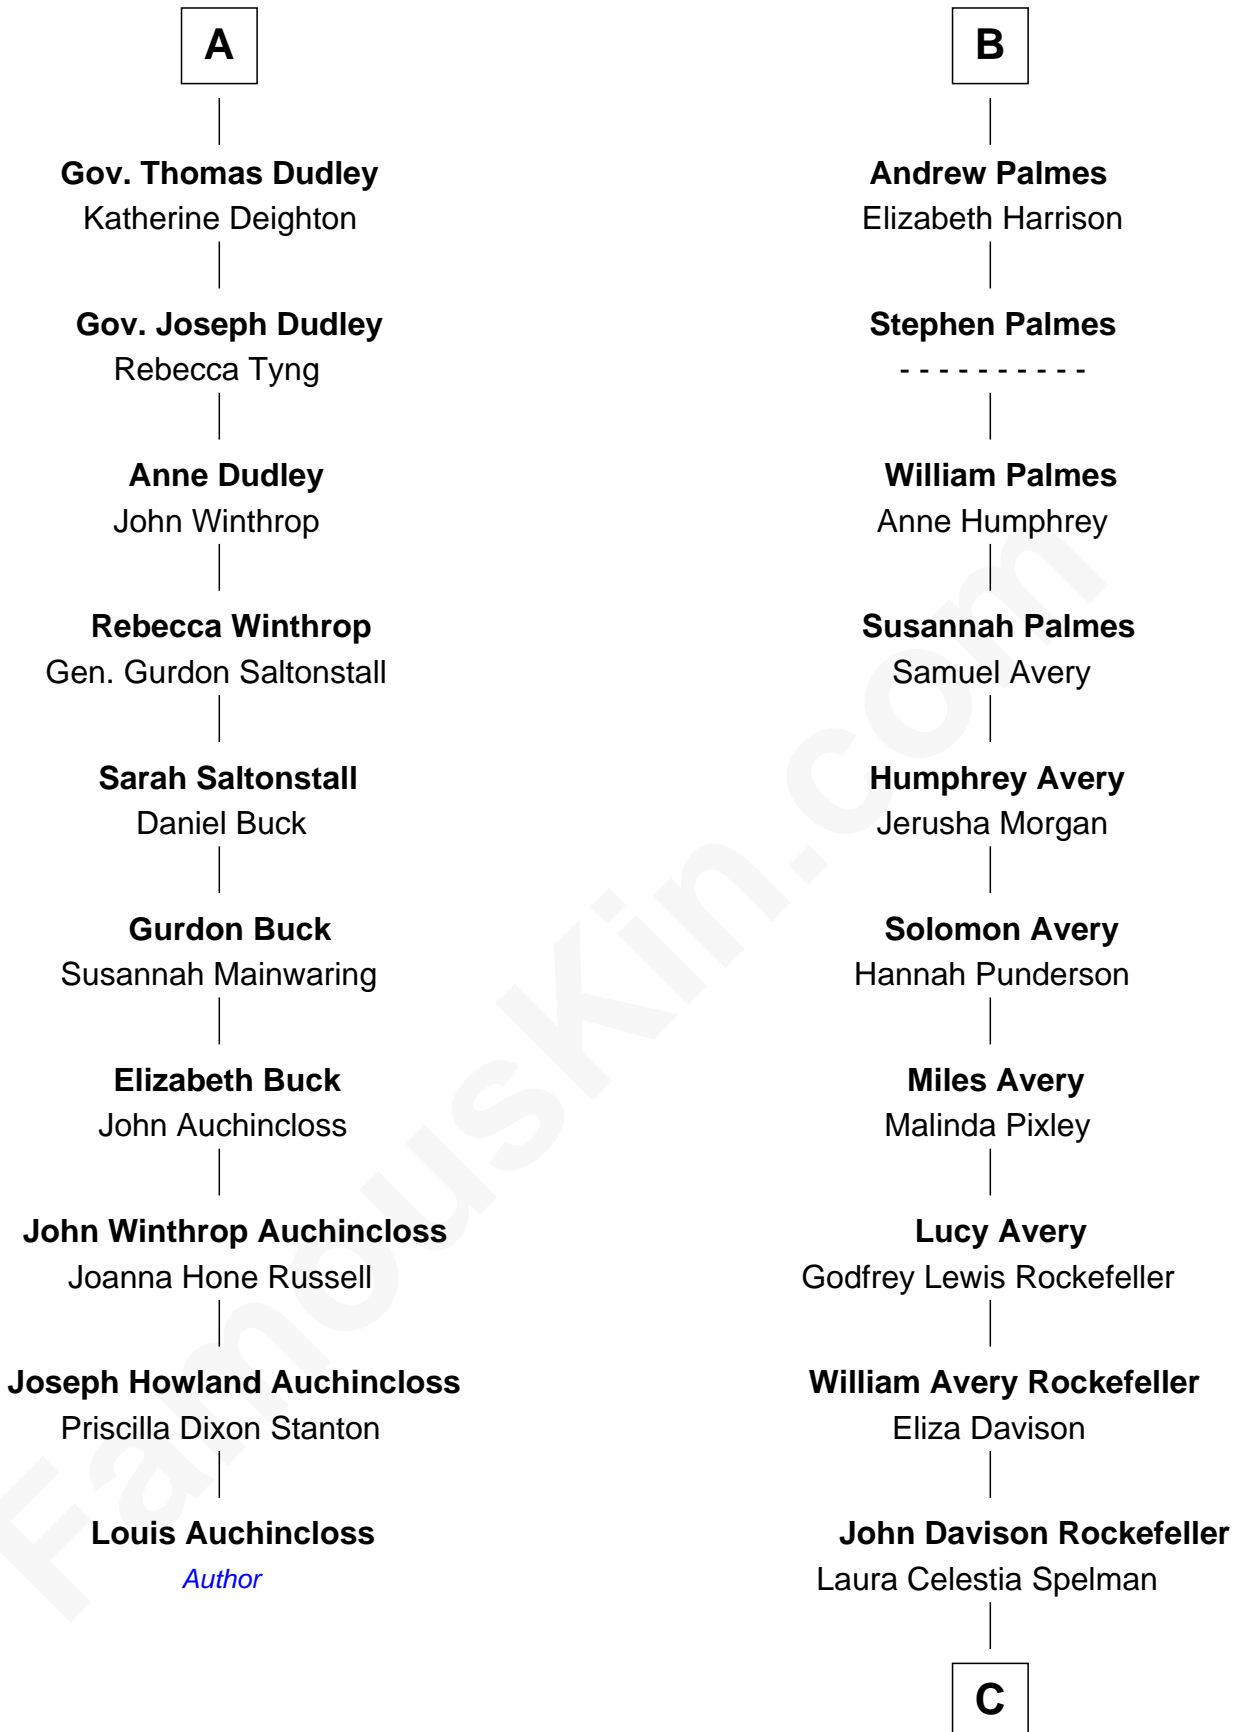 A
Gov. Thomas Dudley
Katherine Deighton
Gov. Joseph Dudley
Rebecca Tyng
Anne Dudley
John Winthrop
Rebecca Winthrop
Gen. Gurdon Saltonstall
Sarah Saltonstall
Daniel Buck
Gurdon Buck
Susannah Mainwaring
Elizabeth Buck
John Auchincloss
John Winthrop Auchincloss
Joanna Hone Russell
Joseph Howland Auchincloss
Priscilla Dixon Stanton
Louis Auchincloss
Author
B
Andrew Palmes
Elizabeth Harrison
Stephen Palmes
- - - - - - - - - -
William Palmes
Anne Humphrey
Susannah Palmes
Samuel Avery
Humphrey Avery
Jerusha Morgan
Solomon Avery
Hannah Punderson
Miles Avery
Malinda Pixley
Lucy Avery
Godfrey Lewis Rockefeller
William Avery Rockefeller
Eliza Davison
John Davison Rockefeller
Laura Celestia Spelman
C
FamousKin.com